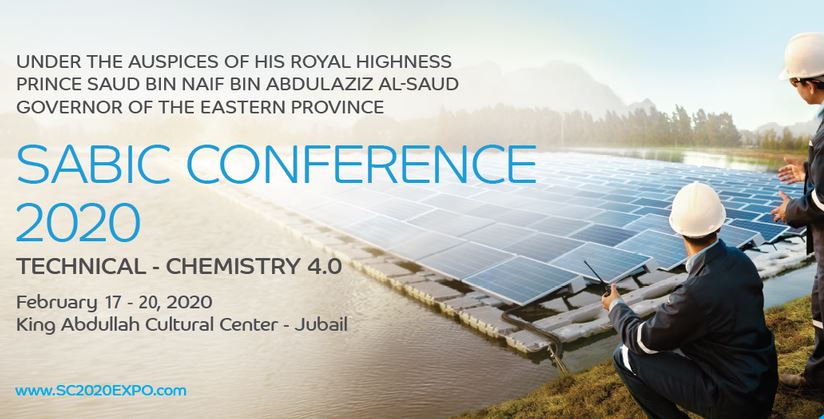 UNDER THE AUSPICES OF HIS ROYAL HIGHNESS
PRINCE SAUD BIN NAIF BIN ABDULAZIZ AL-SAUD
GOVERNOR OF THE EASTERN PROVINCE
SABIC CONFERENCE
2020
TECHNICAL - CHEMISTRY 4.0
February 17 - 20, 2020
King Abdullah Cultural Center - Jubail
www.SC2020EXPO.com